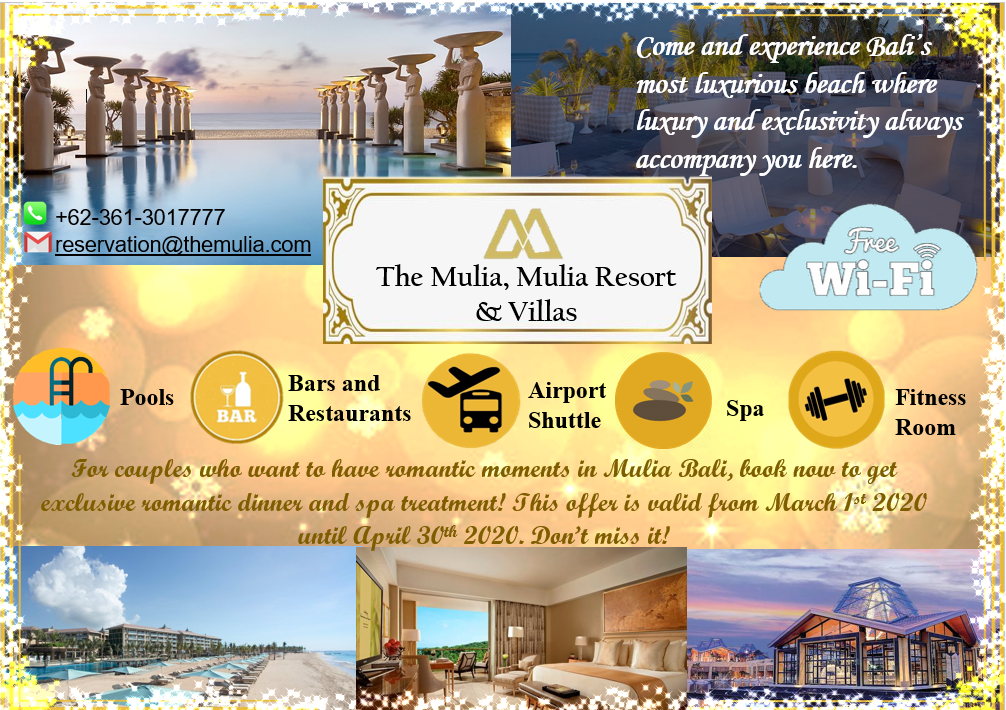 Come and experience Bali's
most luxurious beach where
luxury and exclusivity always
accompany you here.
+62-361-3017777
reservation@themulia.com
The Mulia, Mulia Resort
& Villas
Free
Wi-Fi
Pools
BAR
Bars and
Restaurants
Airport
Shuttle
Spa
Fitness
Room
For couples who want to have romantic moments in Mulia Bali, book now to get
exclusive romantic dinner and spa treatment! This offer is valid from March 1st 2020
until April 30th 2020. Don't miss it!